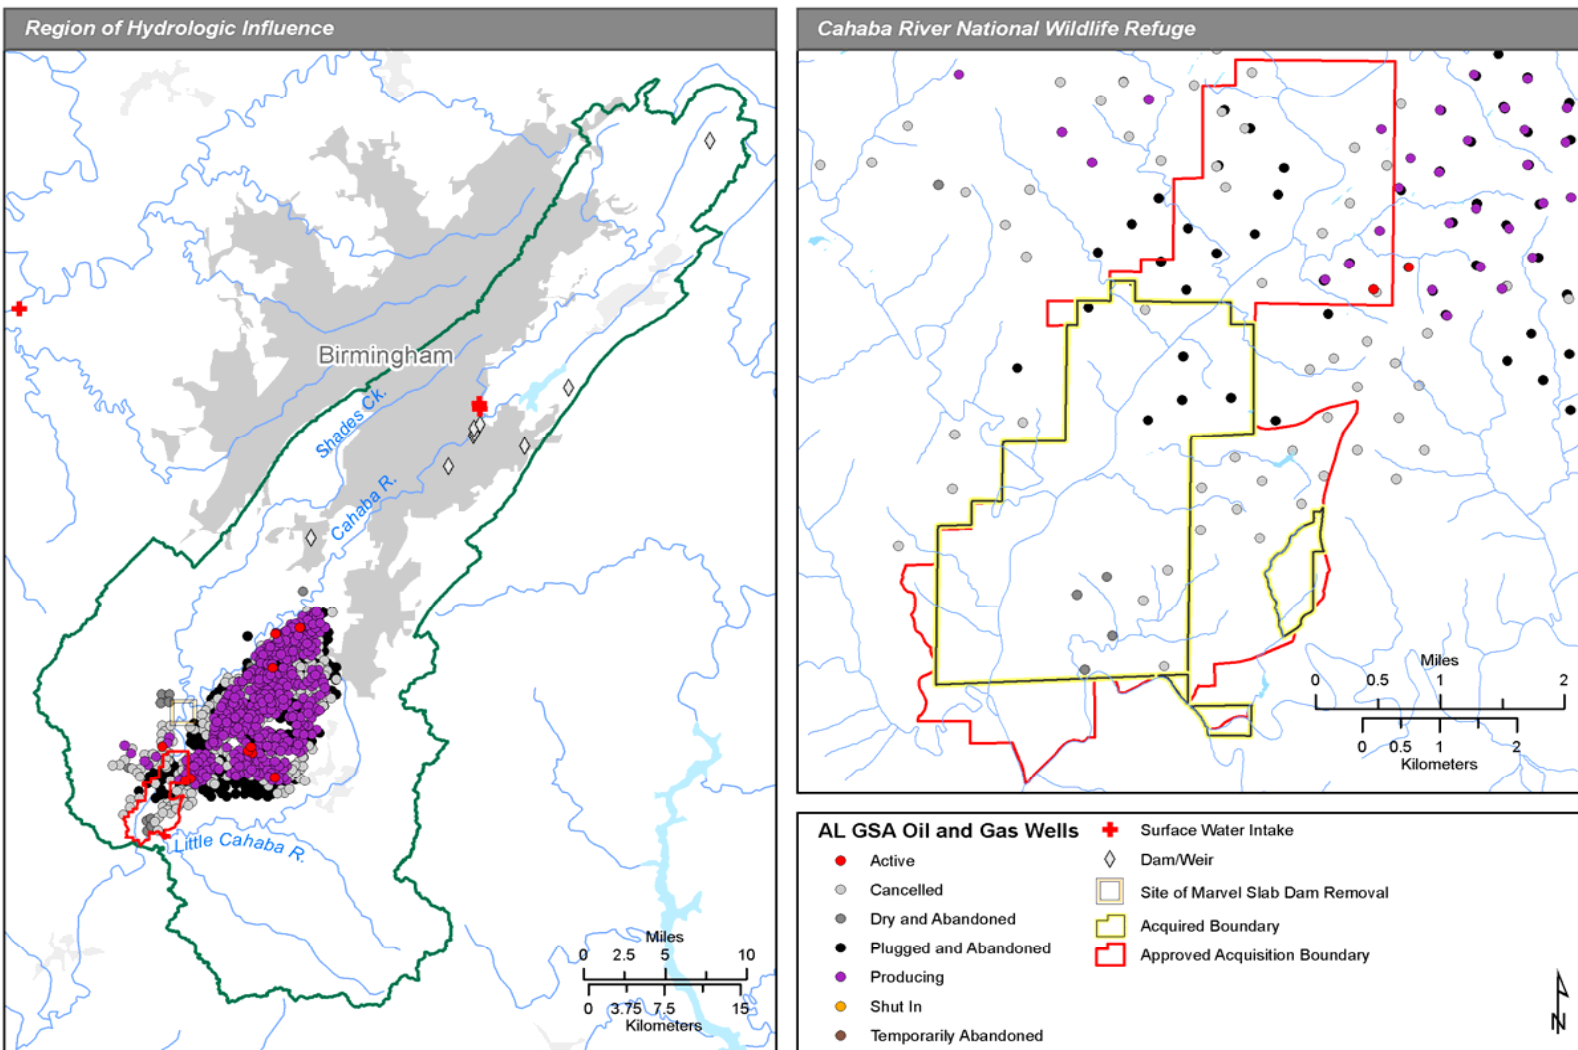 Region of Hydrologic Influence
Birmingham
Shades Ck.
Cahaba R.
Little Cahaba R.
Miles
0 2.5 5 10
0 3.75 7.5 15
Kilometers
Cahaba River National Wildlife Refuge
Miles
0 0.5 1 2
0 0.5 1 2
Kilometers
AL GSA Oil and Gas Wells
Active
Cancelled
Dry and Abandoned
Plugged and Abandoned
Producing
Shut In
Temporarily Abandoned
Surface Water Intake
Dam/Weir
Site of Marvel Slab Dam Removal
Acquired Boundary
Approved Acquisition Boundary
N